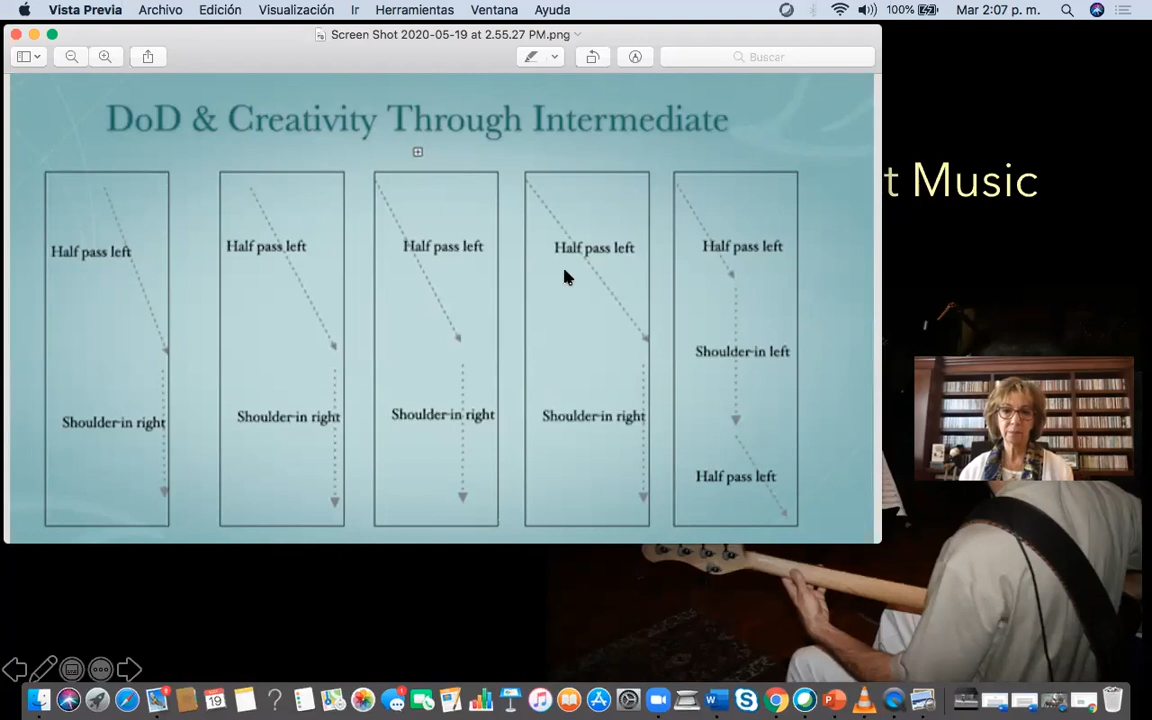 Vista Previa Archivo Edición Visualización Ir Herramientas Ventana Ayuda 100% Mar 2:07 p. m.
Screen Shot 2020-05-19 at 2.55.27 PM.png
Buscar
DoD & Creativity Through Intermediate
t Music
Half pass left Half pass left Half pass left Half pass left Half pass left
Shoulder-in left
Shoulder-in right Shoulder-in right Shoulder-in right Shoulder-in right
Half pass left
19